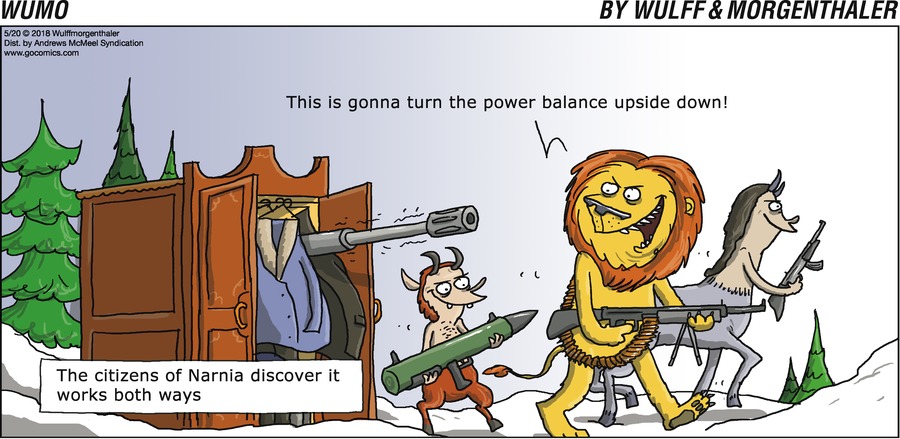 WUMO
BY WULFF & MORGENTHALER
5/20 © 2018 Wulffmorgenthaler
Dist. by Andrews McMeel Syndication
www.gocomics.com
This is gonna turn the power balance upside down!
The citizens of Narnia discover it
works both ways